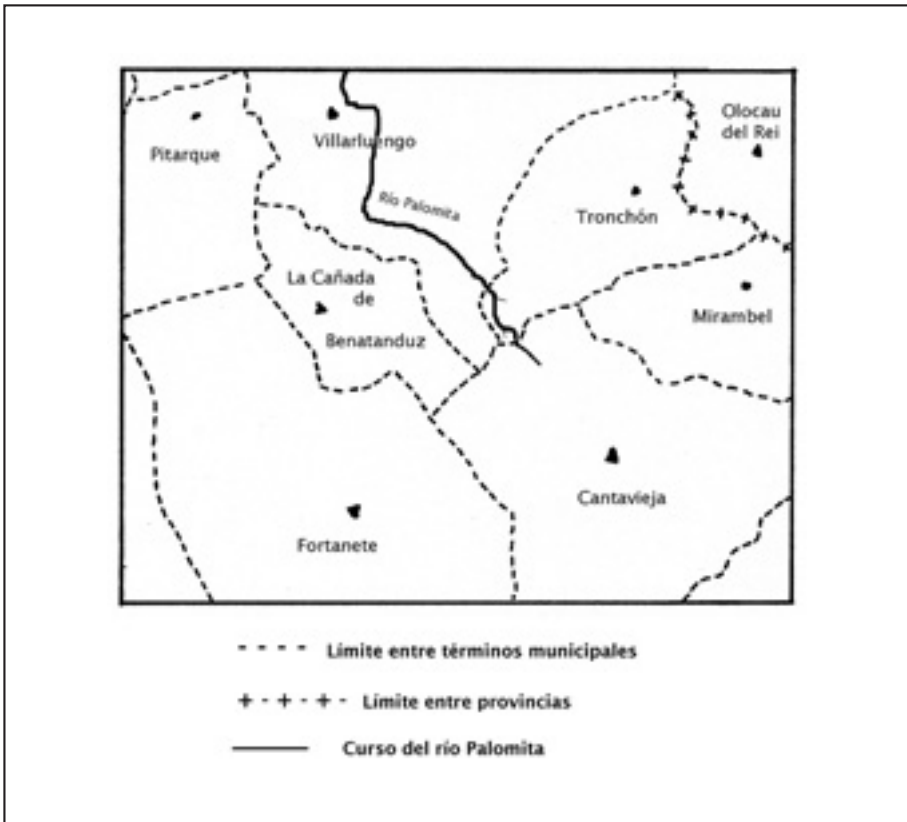 Olocau
del Rei
Villarluengo
Pitarque
Río Palomita
Tronchón
La Cañada
de
Benatanduz
Mirambel
Cantavieja
Fortanete
Límite entre términos municipales
Límite entre provincias
Curso del río Palomita